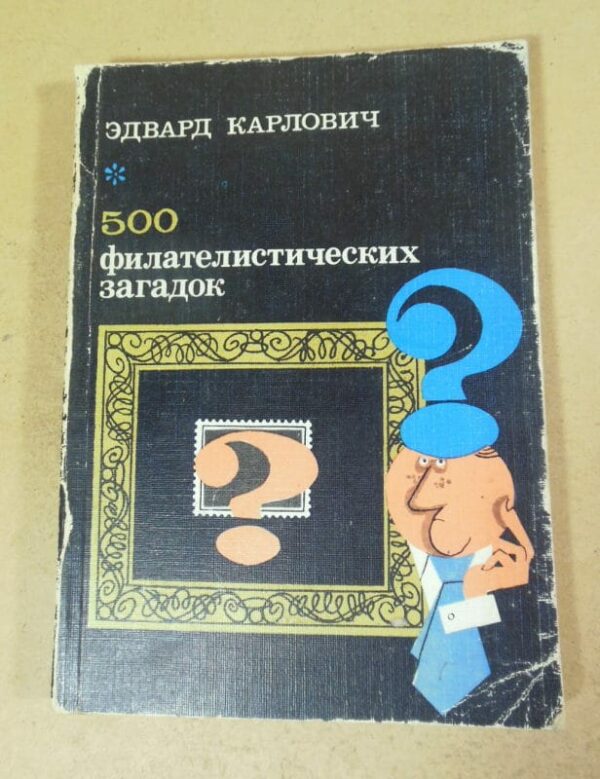 ЭДВАРД КАРЛОВИЧ
500
филателистических
загадок